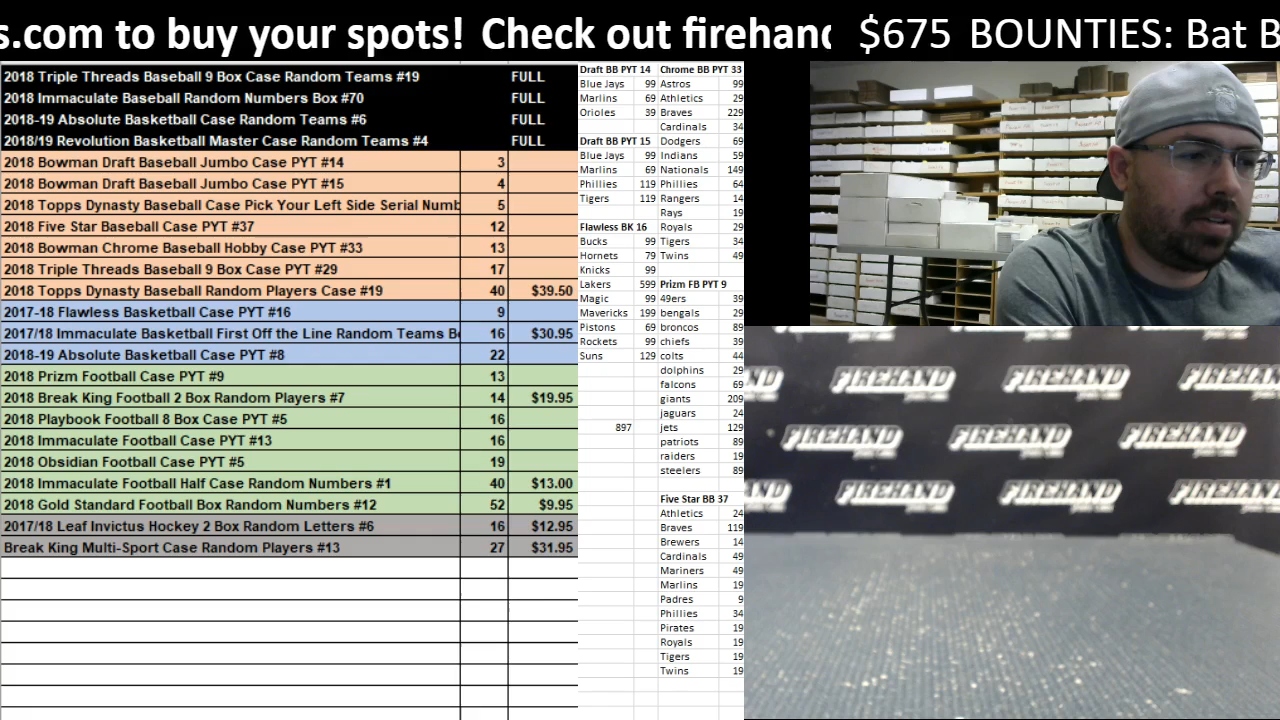 s.com to buy your spots! Check out firehand
$675 BOUNTIES: Bat B
2018 Triple Threads Baseball 9 Box Case Random Teams #19 FULL
2018 Immaculate Baseball Random Numbers Box #70 FULL
2018-19 Absolute Basketball Case Random Teams #6 FULL
2018/19 Revolution Basketball Master Case Random Teams #4 FULL
2018 Bowman Draft Baseball Jumbo Case PYT #14 3
2018 Bowman Draft Baseball Jumbo Case PYT #15 4
2018 Topps Dynasty Baseball Case Pick Your Left Side Serial Numb 5
2018 Five Star Baseball Case PYT #37 12
2018 Bowman Chrome Baseball Hobby Case PYT #33 13
2018 Triple Threads Baseball 9 Box Case PYT #29 17
2018 Topps Dynasty Baseball Random Players Case #19 40 $39.50
2017-18 Flawless Basketball Case PYT #16 9
2017/18 Immaculate Basketball First Off the Line Random Teams Bo 16 $30.95
2018-19 Absolute Basketball Case PYT #8 22
2018 Prizm Football Case PYT #9 13
2018 Break King Football 2 Box Random Players #7 14 $19.95
2018 Playbook Football 8 Box Case PYT #5 16
2018 Immaculate Football Case PYT #13 16
2018 Obsidian Football Case PYT #5 19
2018 Immaculate Football Half Case Random Numbers #1 40 $13.00
2018 Gold Standard Football Box Random Numbers #12 52 $9.95
2017/18 Leaf Invictus Hockey 2 Box Random Letters #6 16 $12.95
Break King Multi-Sport Case Random Players #13 27 $31.95
Draft BB PYT 14
Blue Jays 99
Marlins 69
Orioles 39
Draft BB PYT 15
Blue Jays 99
Marlins 69
Phillies 119
Tigers 119
Flawless BK 16
Bucks 99
Hornets 79
Knicks 99
Lakers 599
Magic 99
Mavericks 199
Pistons 69
Rockets 99
Suns 129
897
Chrome BB PYT 33
Astros 99
Athletics 29
Braves 229
Cardinals 34
Dodgers 69
Indians 59
Nationals 149
Phillies 64
Rangers 14
Rays 19
Royals 29
Tigers 34
Twins 49
Prizm FB PYT 9
49ers 39
bengals 29
broncos 89
chiefs 39
colts 44
dolphins 29
falcons 69
giants 209
jaguars 24
jets 129
patriots 89
raiders 19
steelers 89
Five Star BB 37
Athletics 24
Braves 119
Brewers 14
Cardinals 49
Mariners 49
Marlins 19
Padres 9
Phillies 34
Pirates 19
Royals 19
Tigers 19
Twins 19
FIREHAND FIREHAND
FIREHAND FIREHAND FIREHAND
FIREHAND FIREHAND